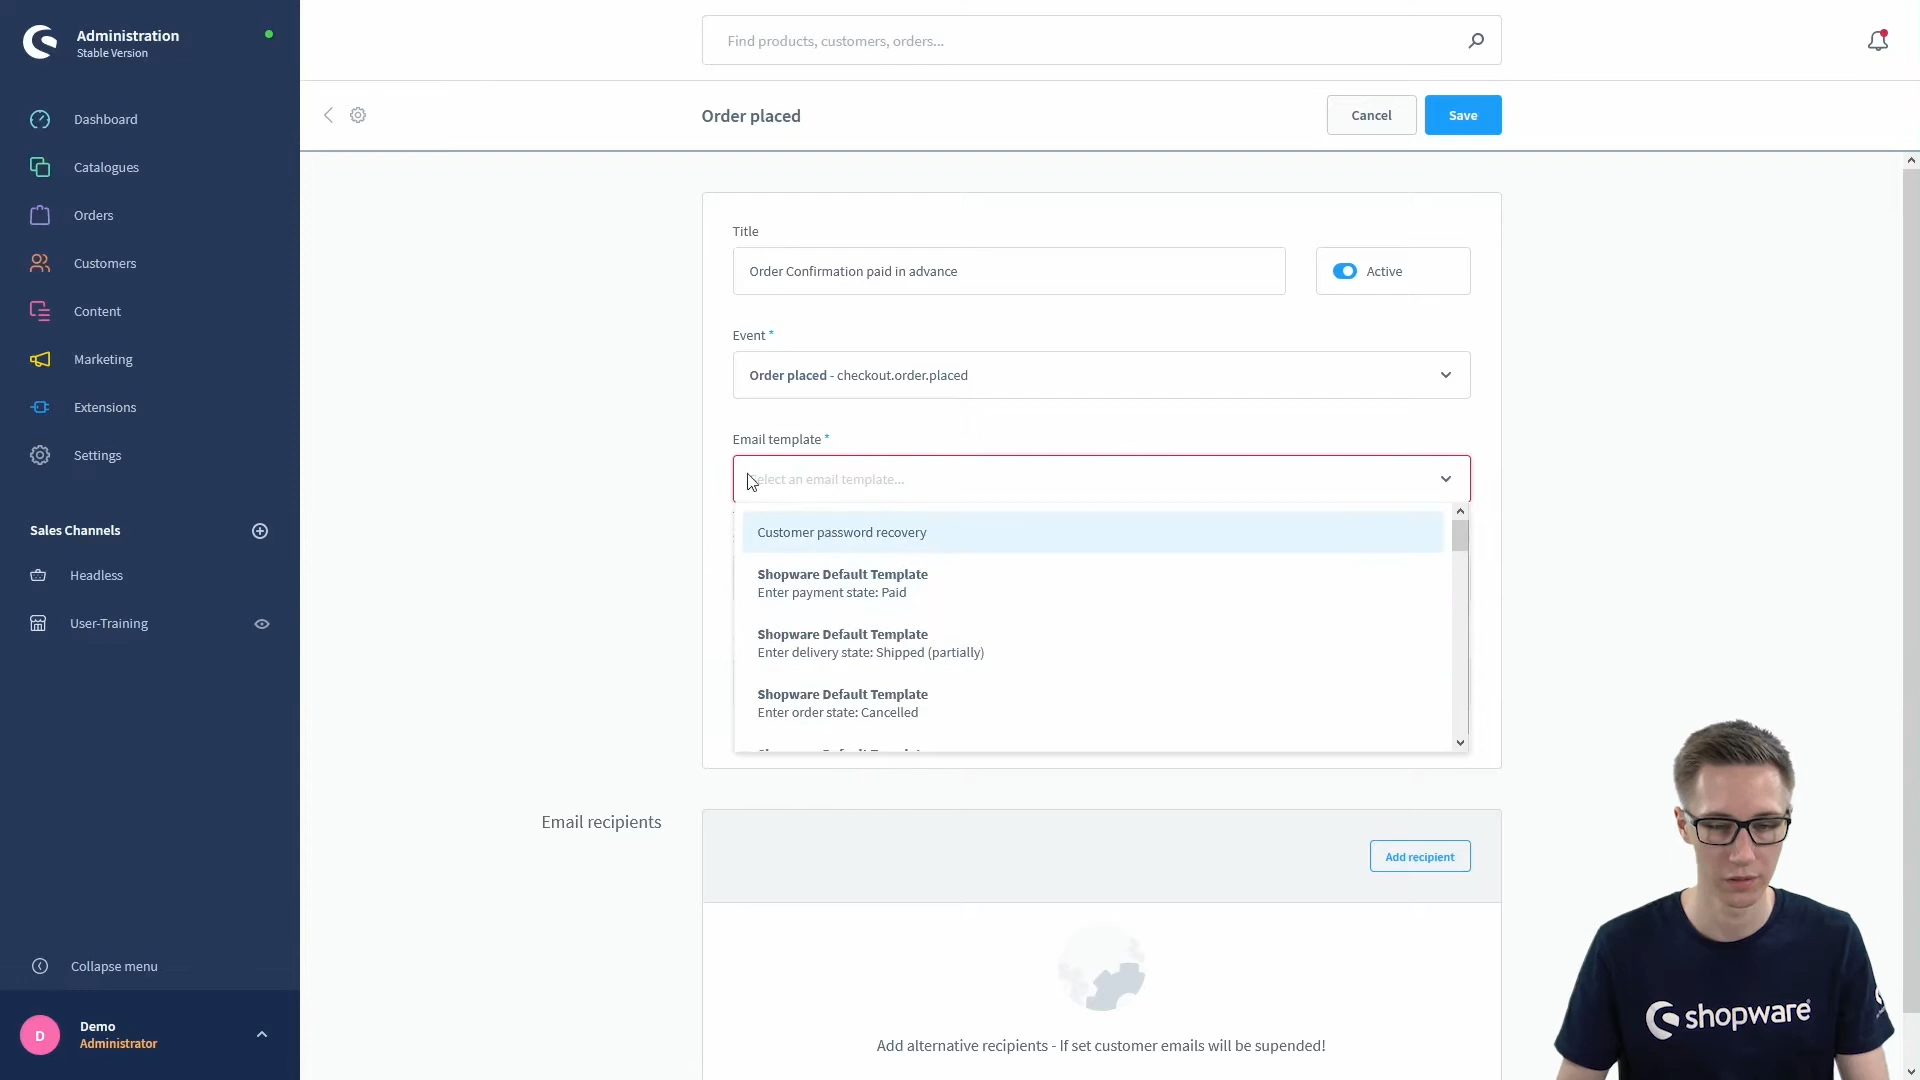 Administration
Stable Version
Find products, customers, orders...
Order placed
Cancel
Save
Dashboard
Catalogues
Orders
Customers
Content
Marketing
Extensions
Settings
Sales Channels
Headless
User-Training
Collapse menu
D
Demo
Administrator
Title
Order Confirmation paid in advance
Active
Event *
Order placed - checkout.order.placed
Email template *
Select an email template...
Customer password recovery
Shopware Default Template
Enter payment state: Paid
Shopware Default Template
Enter delivery state: Shipped (partially)
Shopware Default Template
Enter order state: Cancelled
Email recipients
Add recipient
Add alternative recipients - If set customer emails will be supended!
shopware